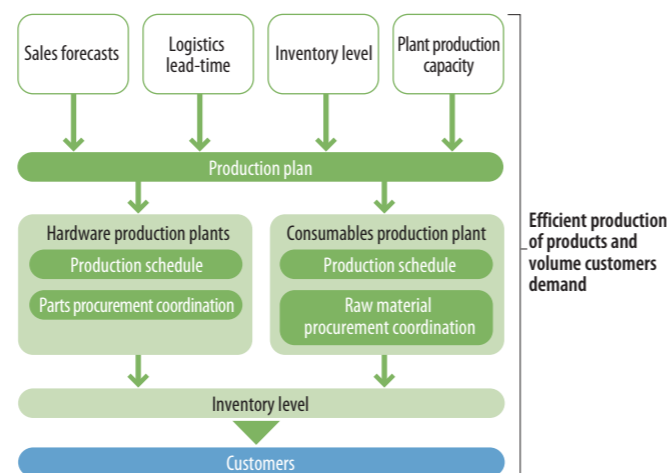 Sales forecasts
Logistics
lead-time
Inventory level
Plant production
capacity
Production plan
Hardware production plants
Production schedule
Parts procurement coordination
Consumables production plant
Production schedule
Raw material
procurement coordination
Efficient production
of products and
volume customers
demand
Inventory level
Customers